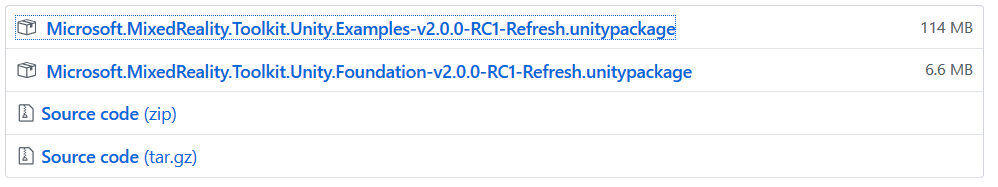 Microsoft.MixedReality.Toolkit.Unity.Examples-v2.0.0-RC1-Refresh.unitypackage 114 MB
Microsoft.MixedReality.Toolkit.Unity.Foundation-v2.0.0-RC1-Refresh.unitypackage 6.6 MB
Source code (zip)
Source code (tar.gz)